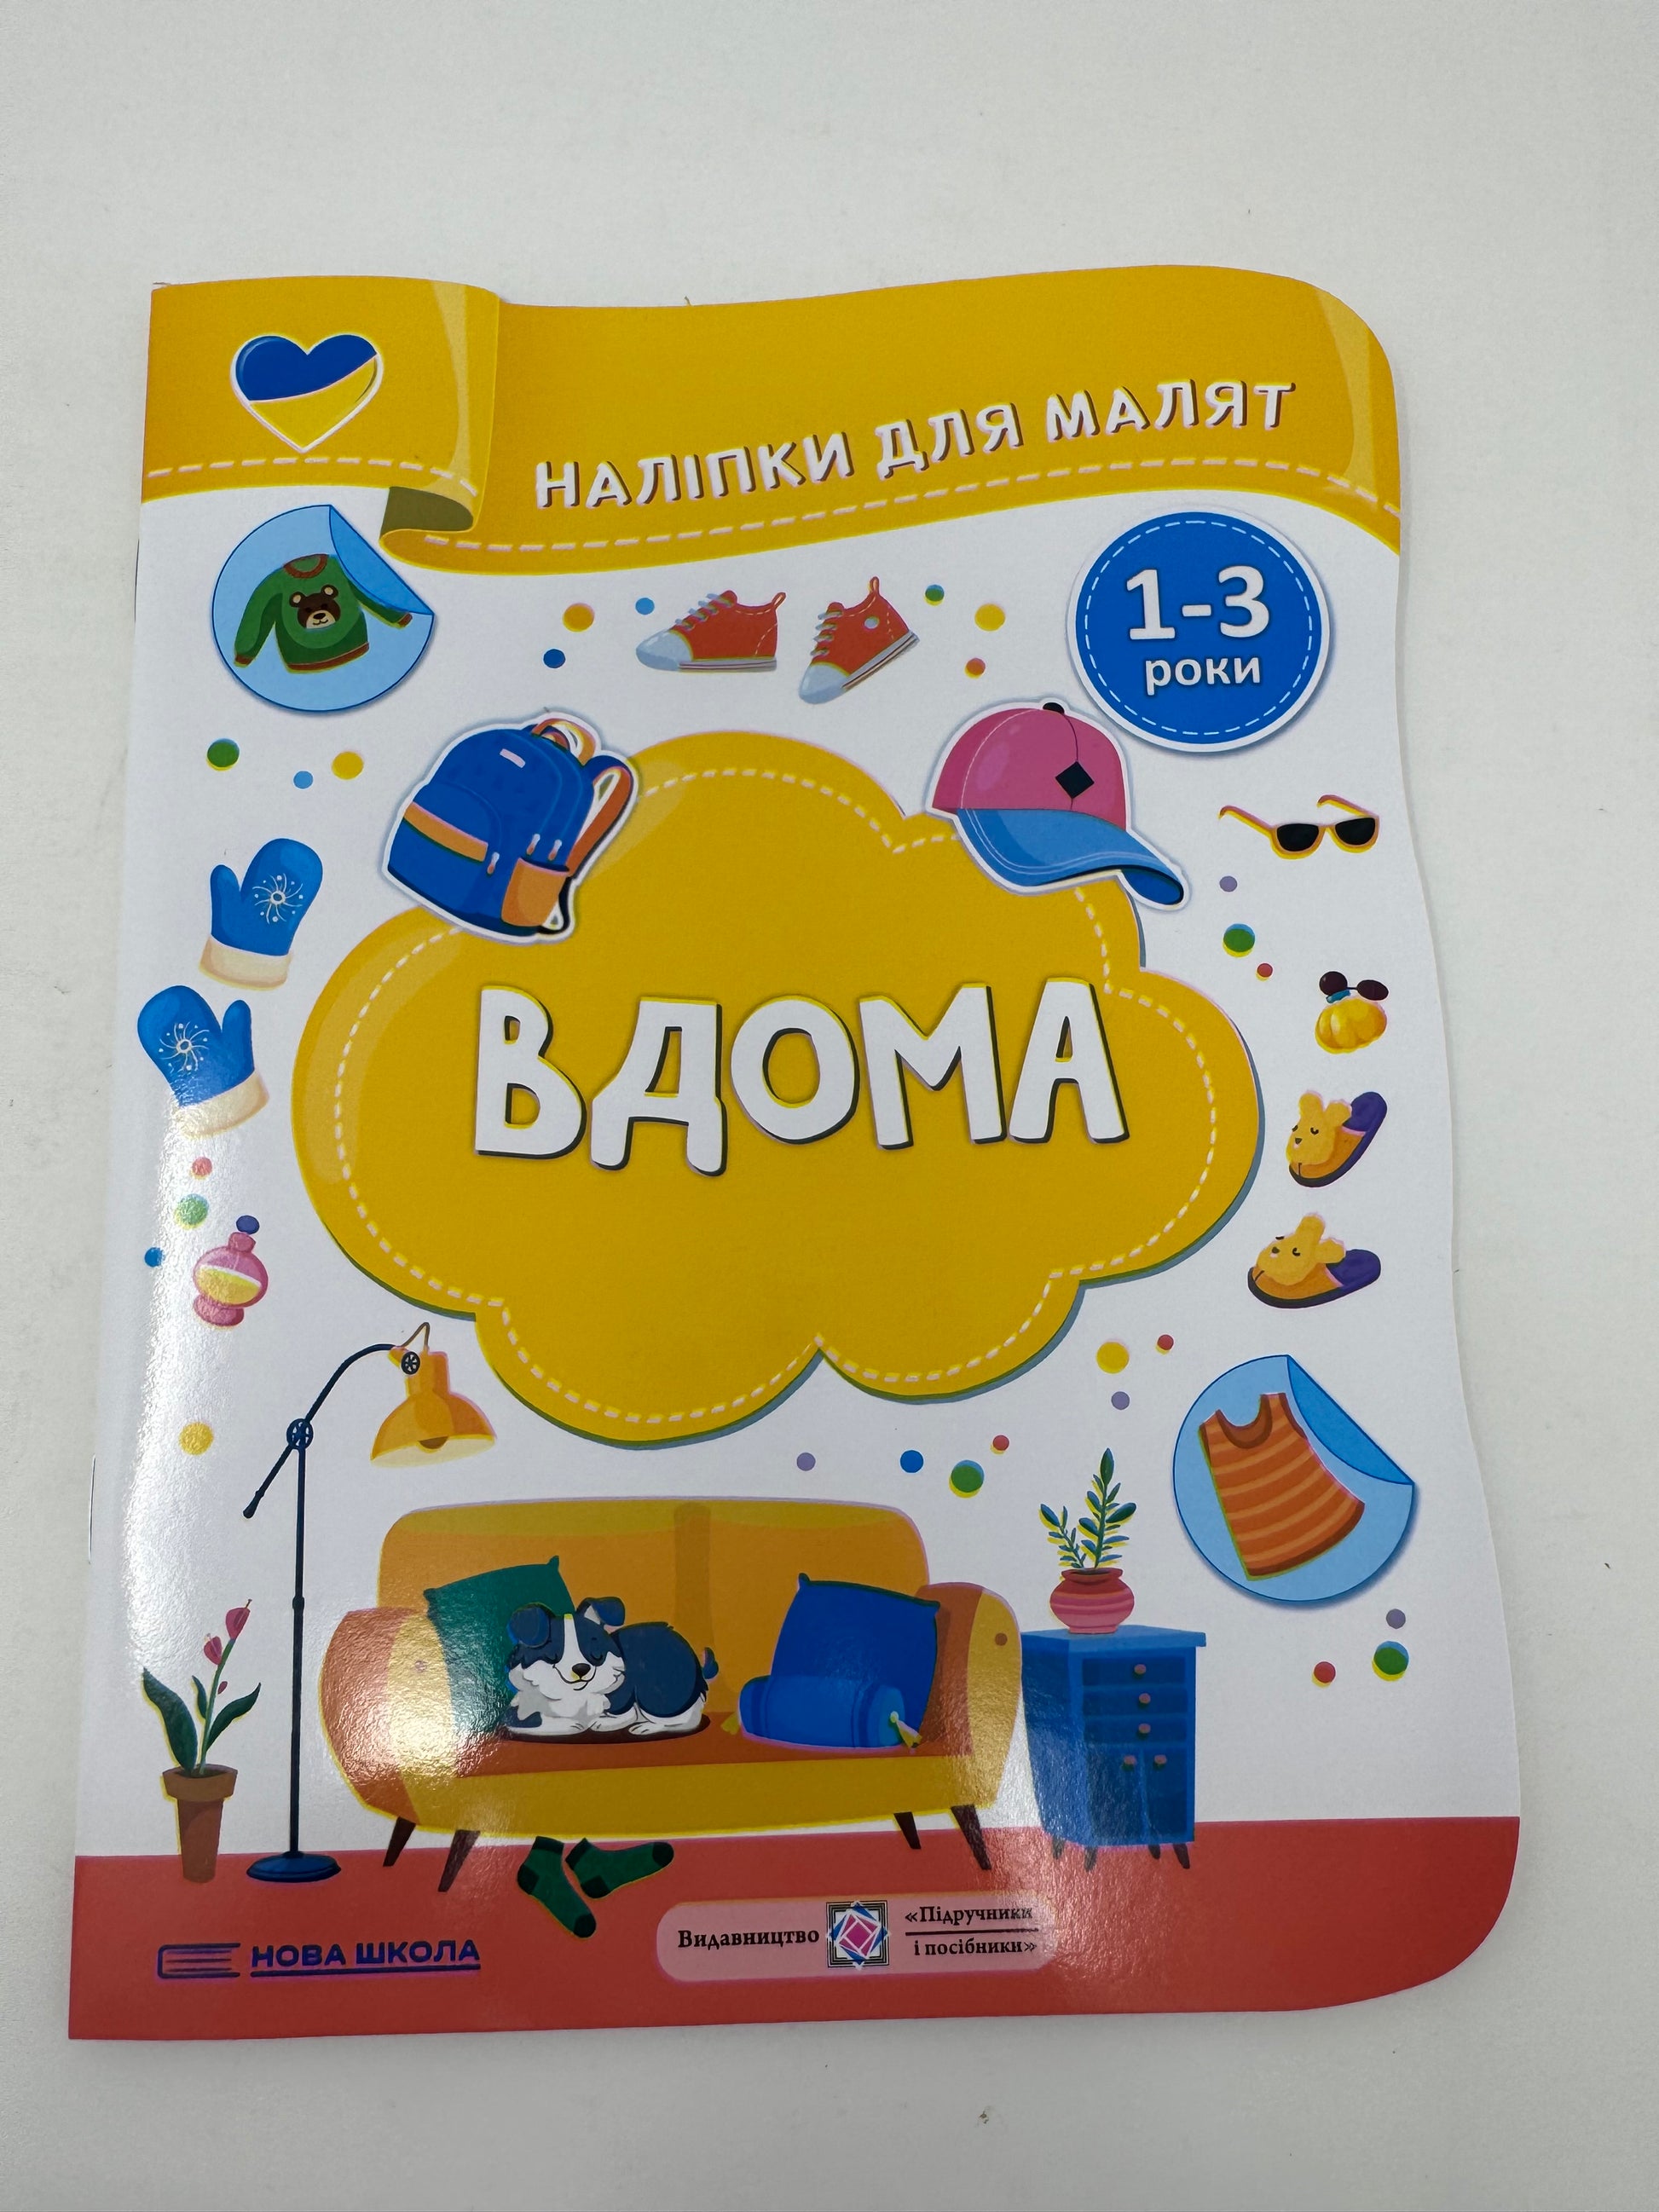 НАЛІПКИ ДЛЯ МАЛЯТ
1-3
роки
ВДОМА
НОВА ШКОЛА
Видавництво
«Підручники
і посібники»